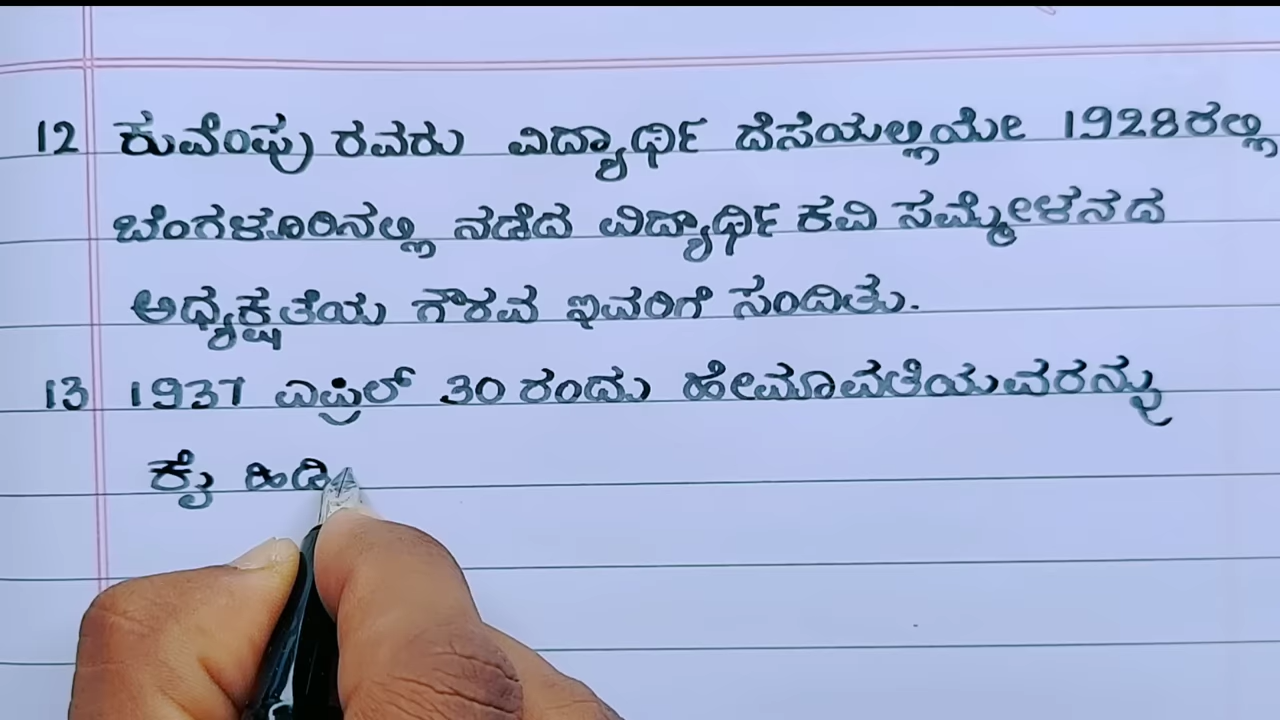 12 ಕುವೆಂಪು ರವರು ವಿದ್ಯಾರ್ಥಿ ದೆಸೆಯಲ್ಲಿಯೇ 1928ರಲ್ಲಿ
ಬೆಂಗಳೂರಿನಲ್ಲಿ ನಡೆದ ವಿದ್ಯಾರ್ಥಿ ಕವಿ ಸಮ್ಮೇಳನದ
ಅಧ್ಯಕ್ಷತೆಯ ಗೌರವ ಇವರಿಗೆ ಸಂದಿತು.
13 1937 ಎಪ್ರಿಲ್ 30 ರಂದು ಹೇಮಾವತಿಯವರನ್ನು
ಕೈ ಹಿಡಿ